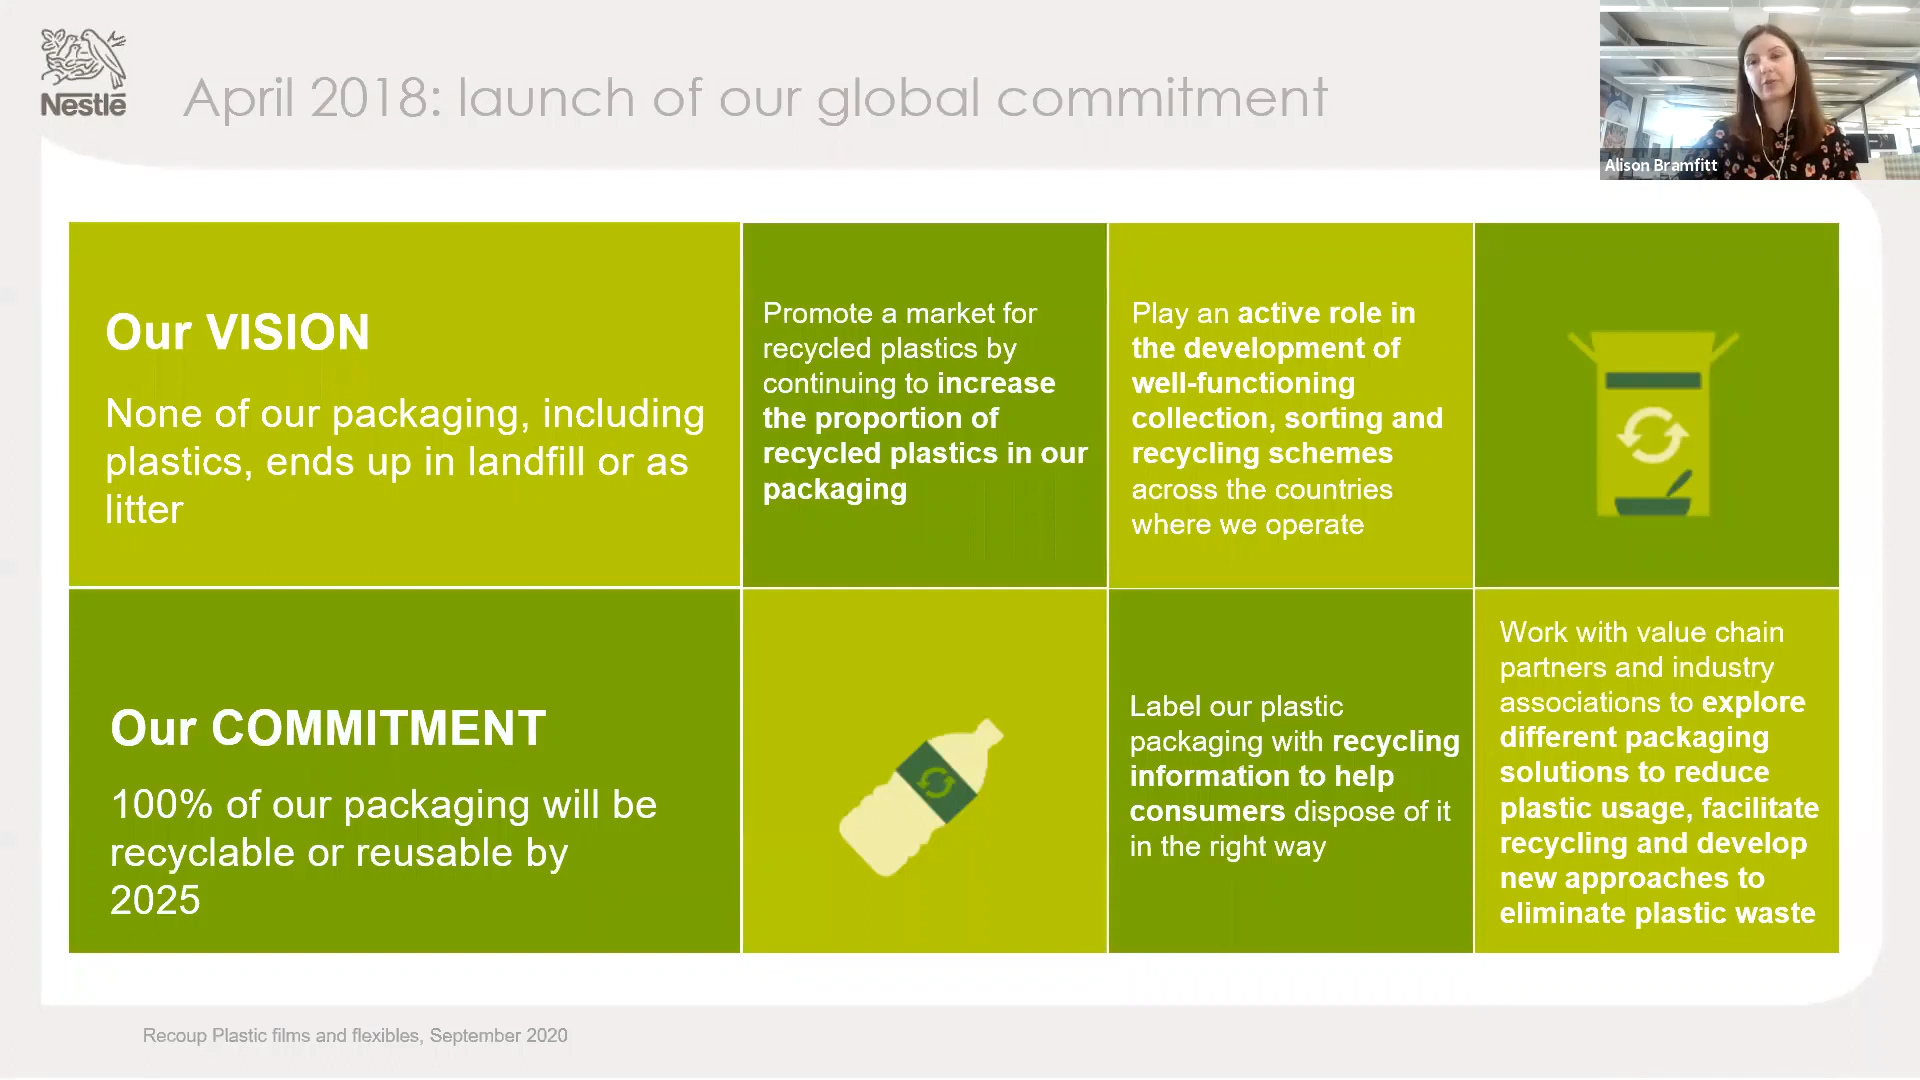 Nestlé
April 2018: launch of our global commitment
Alison Bramfitt
Our VISION
None of our packaging, including
plastics, ends up in landfill or as
litter
Promote a market for
recycled plastics by
continuing to increase
the proportion of
recycled plastics in our
packaging
Play an active role in
the development of
well-functioning
collection, sorting and
recycling schemes
across the countries
where we operate
Our COMMITMENT
100% of our packaging will be
recyclable or reusable by
2025
Label our plastic
packaging with recycling
information to help
consumers dispose of it
in the right way
Work with value chain
partners and industry
associations to explore
different packaging
solutions to reduce
plastic usage, facilitate
recycling and develop
new approaches to
eliminate plastic waste
Recoup Plastic films and flexibles, September 2020